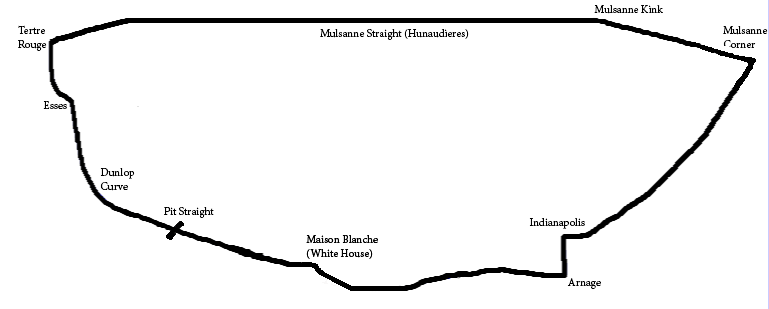 Mulsanne Kink
Tertre
Rouge
Mulsanne Straight (Hunaudieres)
Mulsanne
Corner
Esses
Dunlop
Curve
Pit Straight
Indianapolis
Maison Blanche
(White House)
Arnage